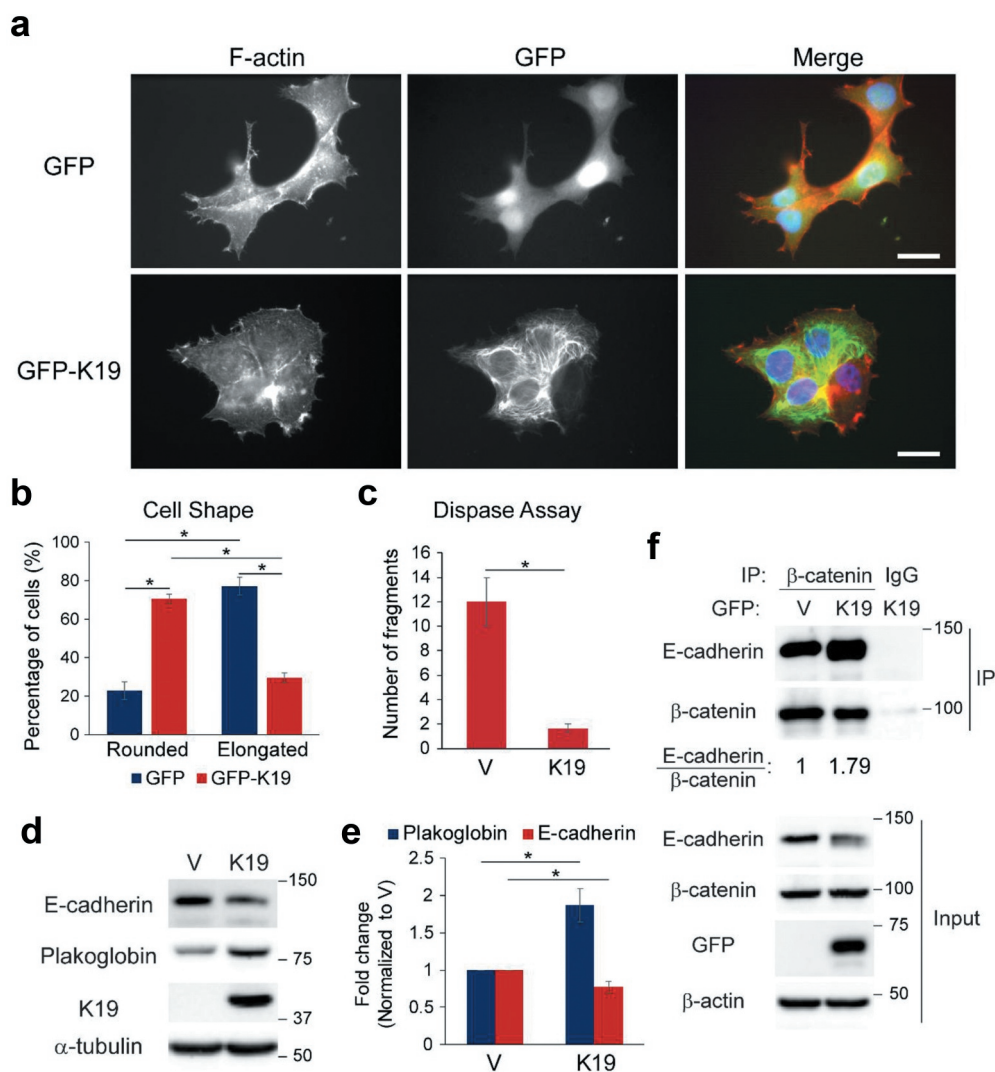 a
F-actin GFP Merge
GFP
GFP-K19
b
Cell Shape
Percentage of cells (%)
100
80
60
40
20
0
* * * *
Rounded Elongated
GFP GFP-K19
c
Dispase Assay
Number of fragments
16
14
12
10
8
6
4
2
0
*
V K19
d
V K19
E-cadherin
Plakoglobin
K19
α-tubulin
150
75
37
50
e
Plakoglobin E-cadherin
Fold change
(Normalized to V)
2.5
2
1.5
1
0.5
0
*
*
V K19
f
IP: β-catenin IgG
GFP: V K19 K19
E-cadherin 150
β-catenin 100
IP
E-cadherin
β-catenin
: 1 1.79
E-cadherin 150
β-catenin 100
GFP 75
β-actin 50
Input